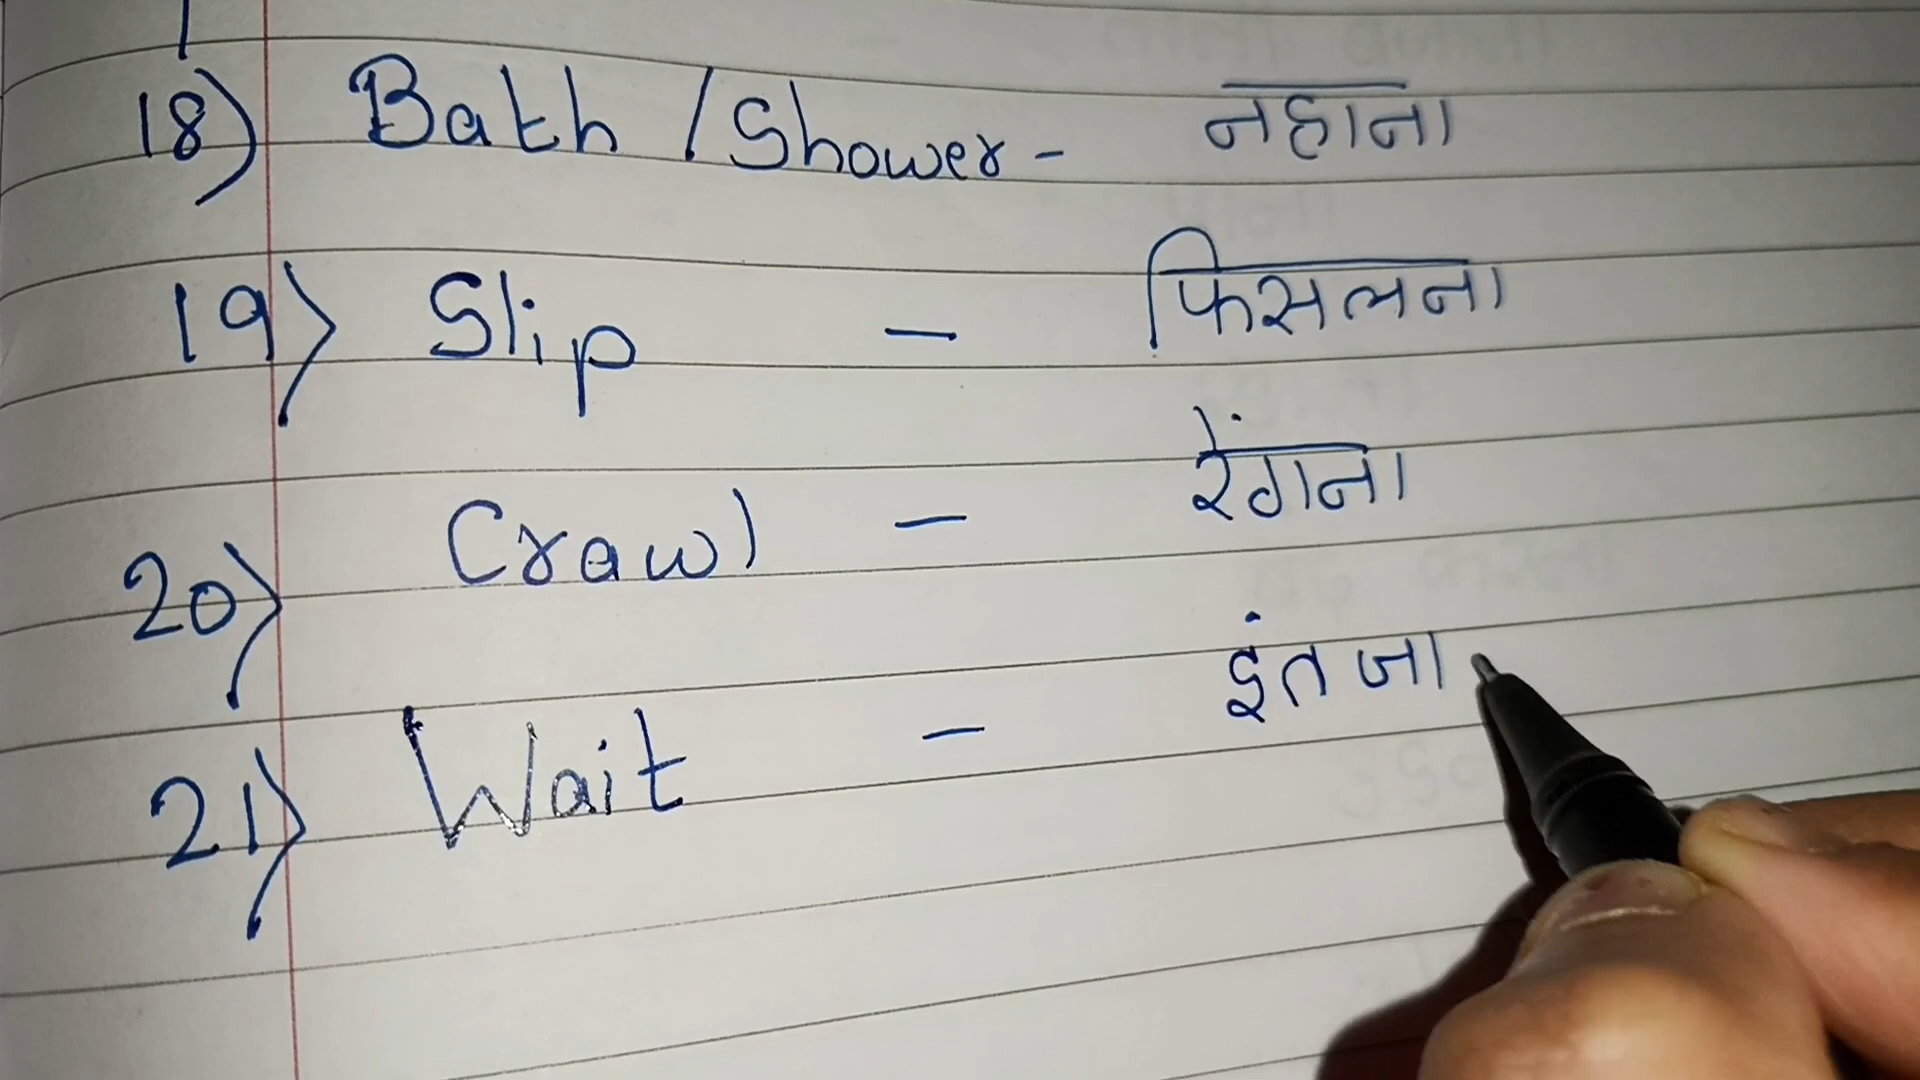 18) Bath / Shower - नहाना
19) Slip - फिसलना
20) Crawl - रेंगना
21) Wait - इंतजा